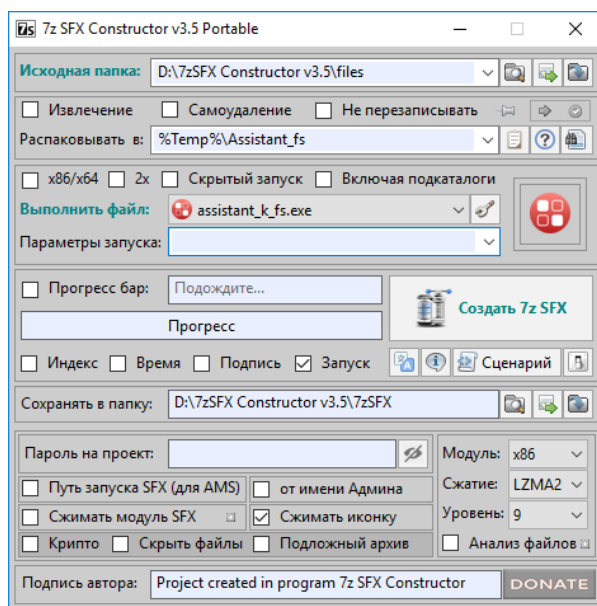 7z SFX Constructor v3.5 Portable
Исходная папка: D:\7zSFX Constructor v3.5\files
Извлечение Самоудаление Не перезаписывать
Распаковывать в: %Temp%\Assistant_fs
x86/x64 2x Скрытый запуск Включая подкаталоги
Выполнить файл: assistant_k_fs.exe
Параметры запуска:
Прогресс бар: Подождите...
Создать 7z SFX
Прогресс
Индекс Время Подпись Запуск Сценарий
Сохранять в папку: D:\7zSFX Constructor v3.5\7zSFX
Пароль на проект: Модуль: x86
Путь запуска SFX (для AMS) от имени Админа Сжатие: LZMA2
Сжимать модуль SFX Сжимать иконку Уровень: 9
Крипто Скрыть файлы Подложный архив Анализ файлов
Подпись автора: Project created in program 7z SFX Constructor DONATE